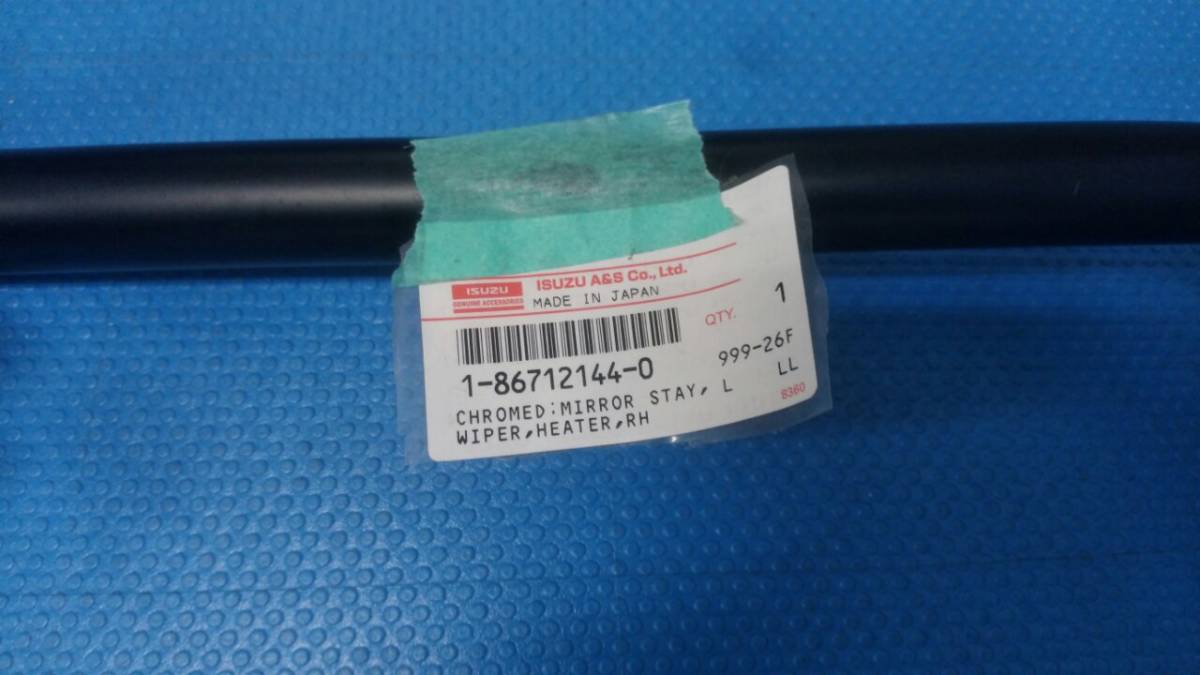 ISUZU
GENUINE ACCESSORIES
ISUZU A&S Co., Ltd.
MADE IN JAPAN
QTY. 1
1-86712144-0 999-26F
CHROMED:MIRROR STAY, L LL
WIPER,HEATER,RH 8360